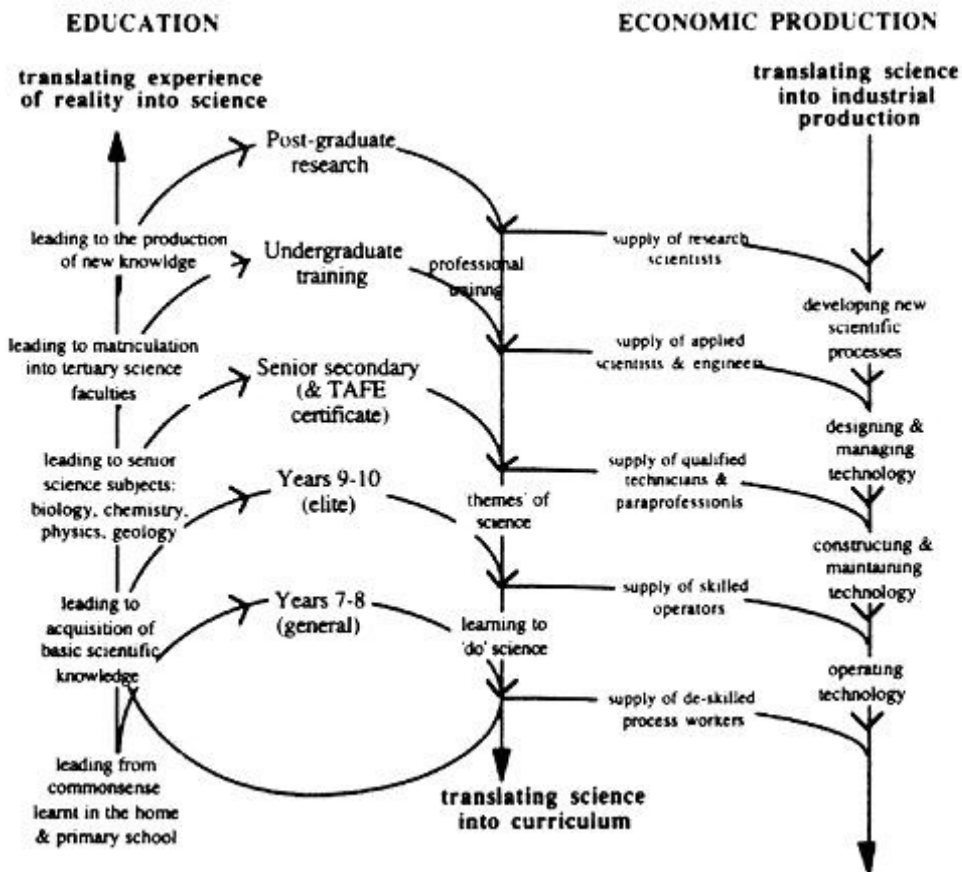 EDUCATION
ECONOMIC PRODUCTION
translating experience
of reality into science
translating science
into industrial
production
Post-graduate
research
leading to the production
of new knowldge
Undergraduate
training
professional
trainng
supply of research
scientists
developing new
scientific
processes
leading to matriculation
into tertiary science
faculties
Senior secondary
(& TAFE
certificate)
supply of applied
scientists & engineers
designing &
managing
technology
leading to senior
science subjects:
biology, chemistry,
physics, geology
Years 9-10
(elite)
themes' of
science
supply of qualified
technicians &
paraprofessionls
constructing &
maintaining
technology
leading to
acquisition of
basic scientific
knowledge
Years 7-8
(general)
learning to
'do' science
supply of skilled
operators
operating
technology
supply of de-skilled
process workers
leading from
commonsense
learnt in the home
& primary school
translating science
into curriculum